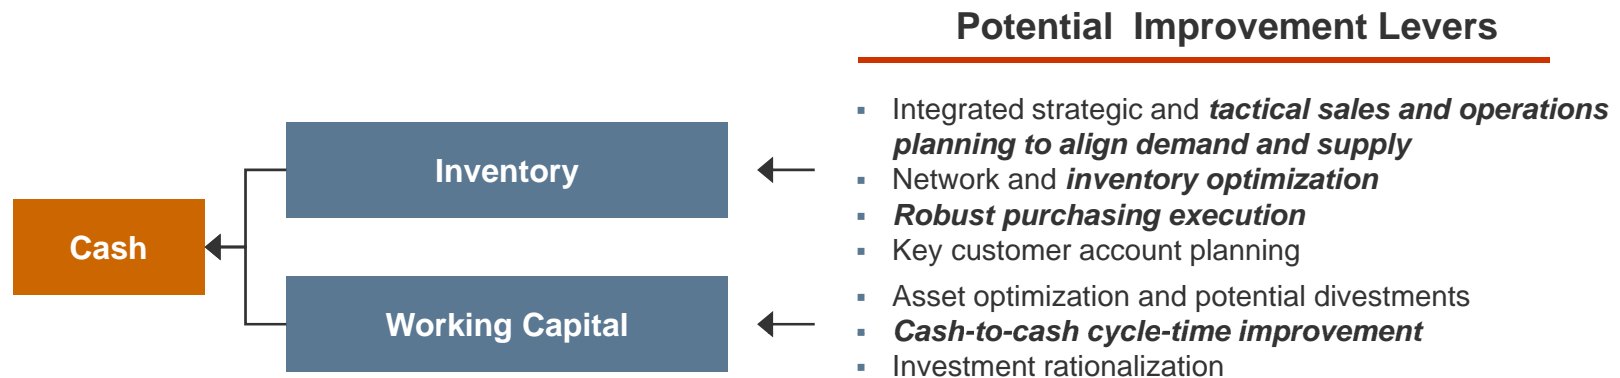 Potential Improvement Levers
Inventory
Cash
Working Capital
▪ Integrated strategic and tactical sales and operations
planning to align demand and supply
▪ Network and inventory optimization
▪ Robust purchasing execution
▪ Key customer account planning
▪ Asset optimization and potential divestments
▪ Cash-to-cash cycle-time improvement
▪ Investment rationalization